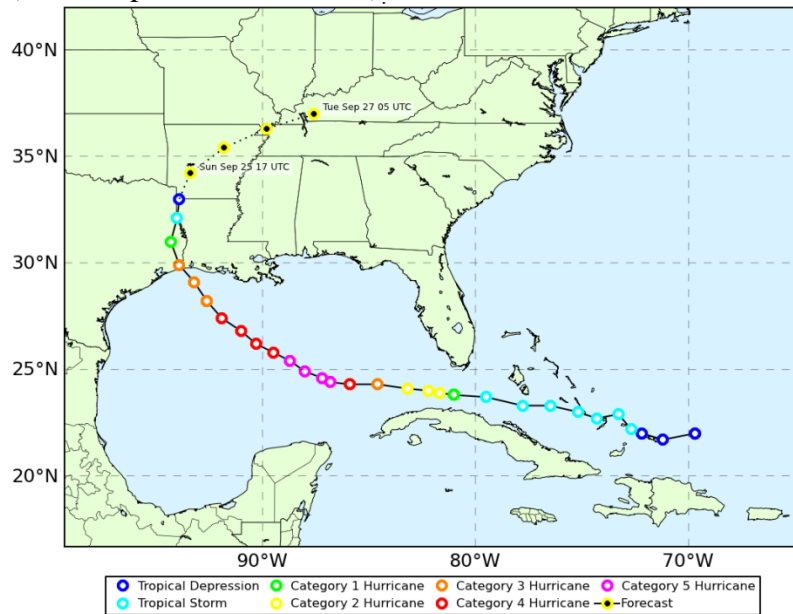 40°N
Tue Sep 27 05 UTC
35°N
Sun Sep 25 17 UTC
30°N
25°N
20°N
90°W 80°W 70°W
Tropical Depression Category 1 Hurricane Category 3 Hurricane Category 5 Hurricane
Tropical Storm Category 2 Hurricane Category 4 Hurricane Forecast